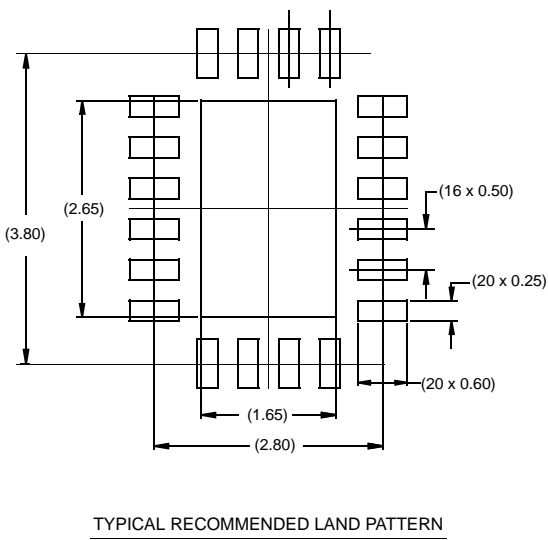 (16 x 0.50)
(2.65)
(3.80)
(20 x 0.25)
(20 x 0.60)
(1.65)
(2.80)
TYPICAL RECOMMENDED LAND PATTERN